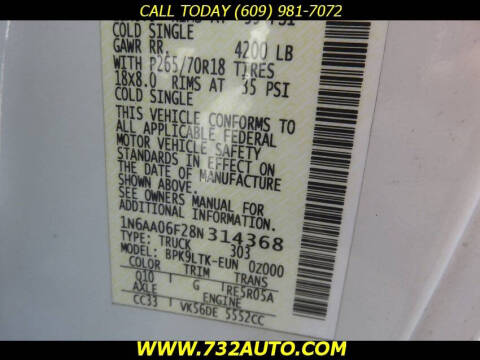 CALL TODAY (609) 981-7072
COLD SINGLE
GAWR RR. 4200 LB
WITH P265/70R18 TIRES
18X8.0 RIMS AT 35 PSI
COLD SINGLE
THIS VEHICLE CONFORMS TO
ALL APPLICABLE FEDERAL
MOTOR VEHICLE SAFETY
STANDARDS IN EFFECT ON
THE DATE OF MANUFACTURE
SHOWN ABOVE.
SEE OWNERS MANUAL FOR
ADDITIONAL INFORMATION.
1N6AA06F28N314368
TYPE: TRUCK 303
MODEL: BPK9LTK-EUN 0Z000
COLOR TRIM TRANS
Q10 G RE5R05A
AXLE ENGINE
CC33 VK56DE 5552CC
WWW.732AUTO.COM